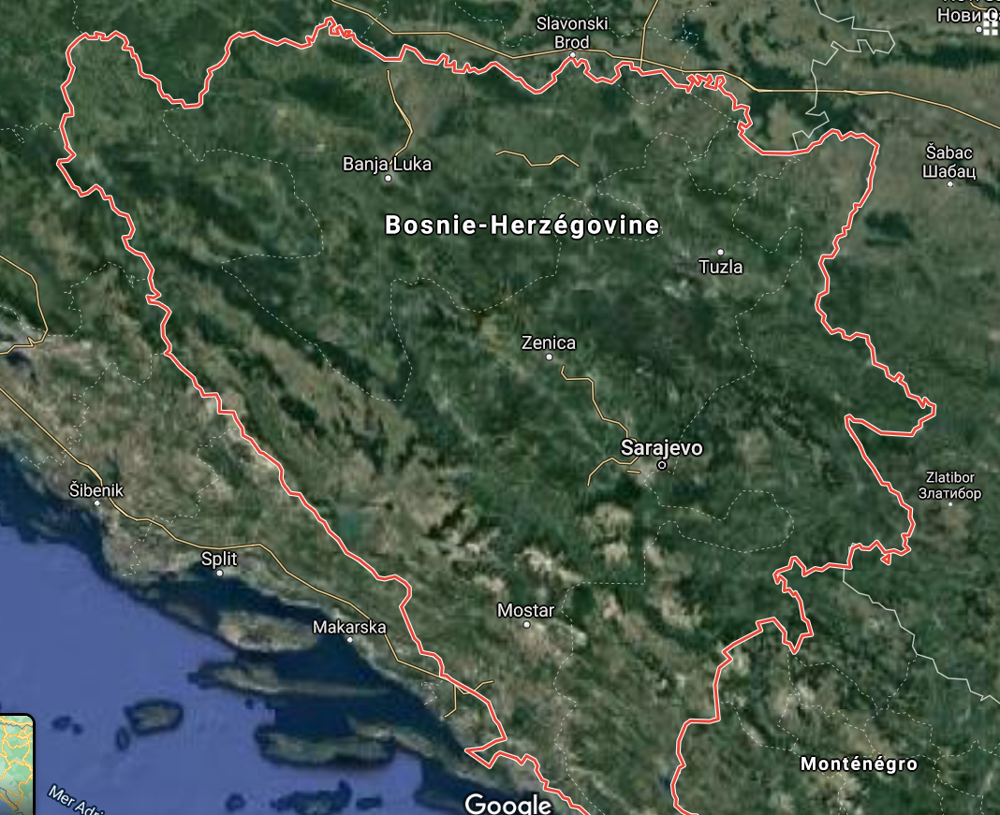 Slavonski
Brod
Нови
Šabac
Шабац
Banja Luka
Bosnie-Herzégovine
Tuzla
Zenica
Sarajevo
Zlatibor
Златибор
Šibenik
Split
Mostar
Makarska
Monténégro
Mer
Google